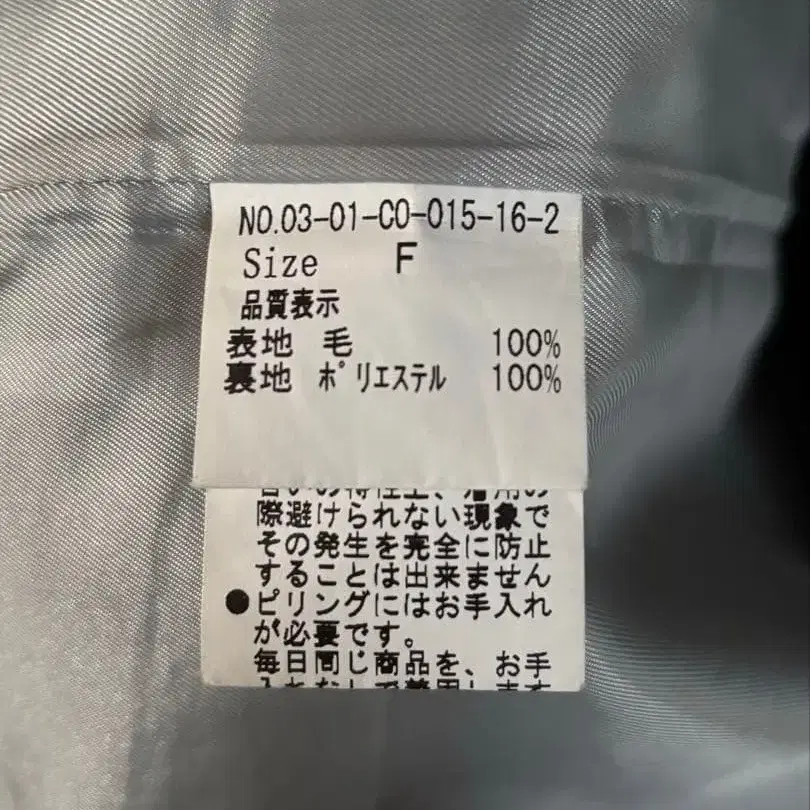 NO.03-01-CO-015-16-2
Size F
品質表示
表地 毛 100%
裏地 ポリエステル 100%
際避けられない現象で
その発生を完全に防止
することは出来ません
●ピリングにはお手入れ
が必要です。
毎日同じ商品を、お手